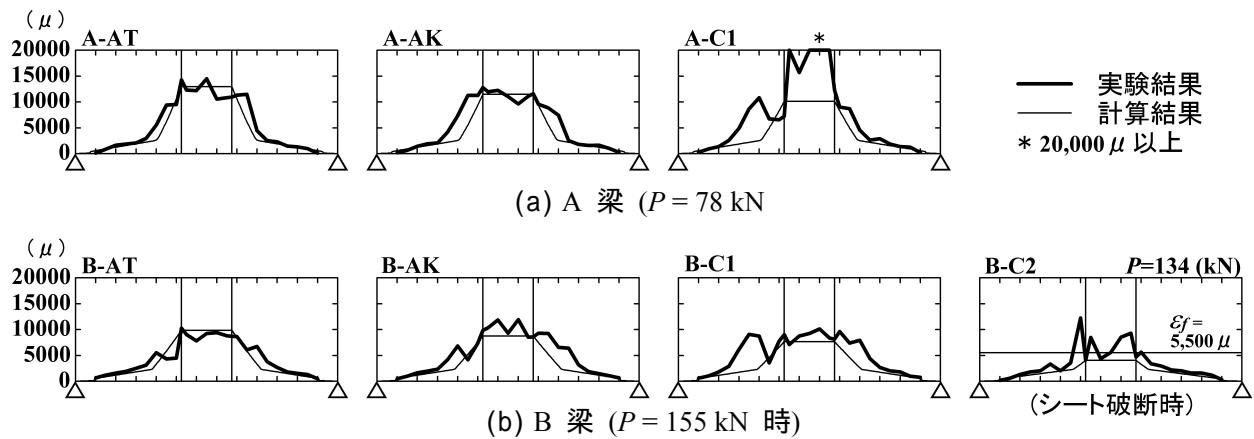 (μ)
20000
15000
10000
5000
0
A-AT
A-AK
A-C1
*
実験結果
計算結果
* 20,000 μ 以上
(a) A 梁 (P = 78 kN
(μ)
20000
15000
10000
5000
0
B-AT
B-AK
B-C1
B-C2
P=134 (kN)
εf =
5,500 μ
(シート破断時)
(b) B 梁 (P = 155 kN 時)